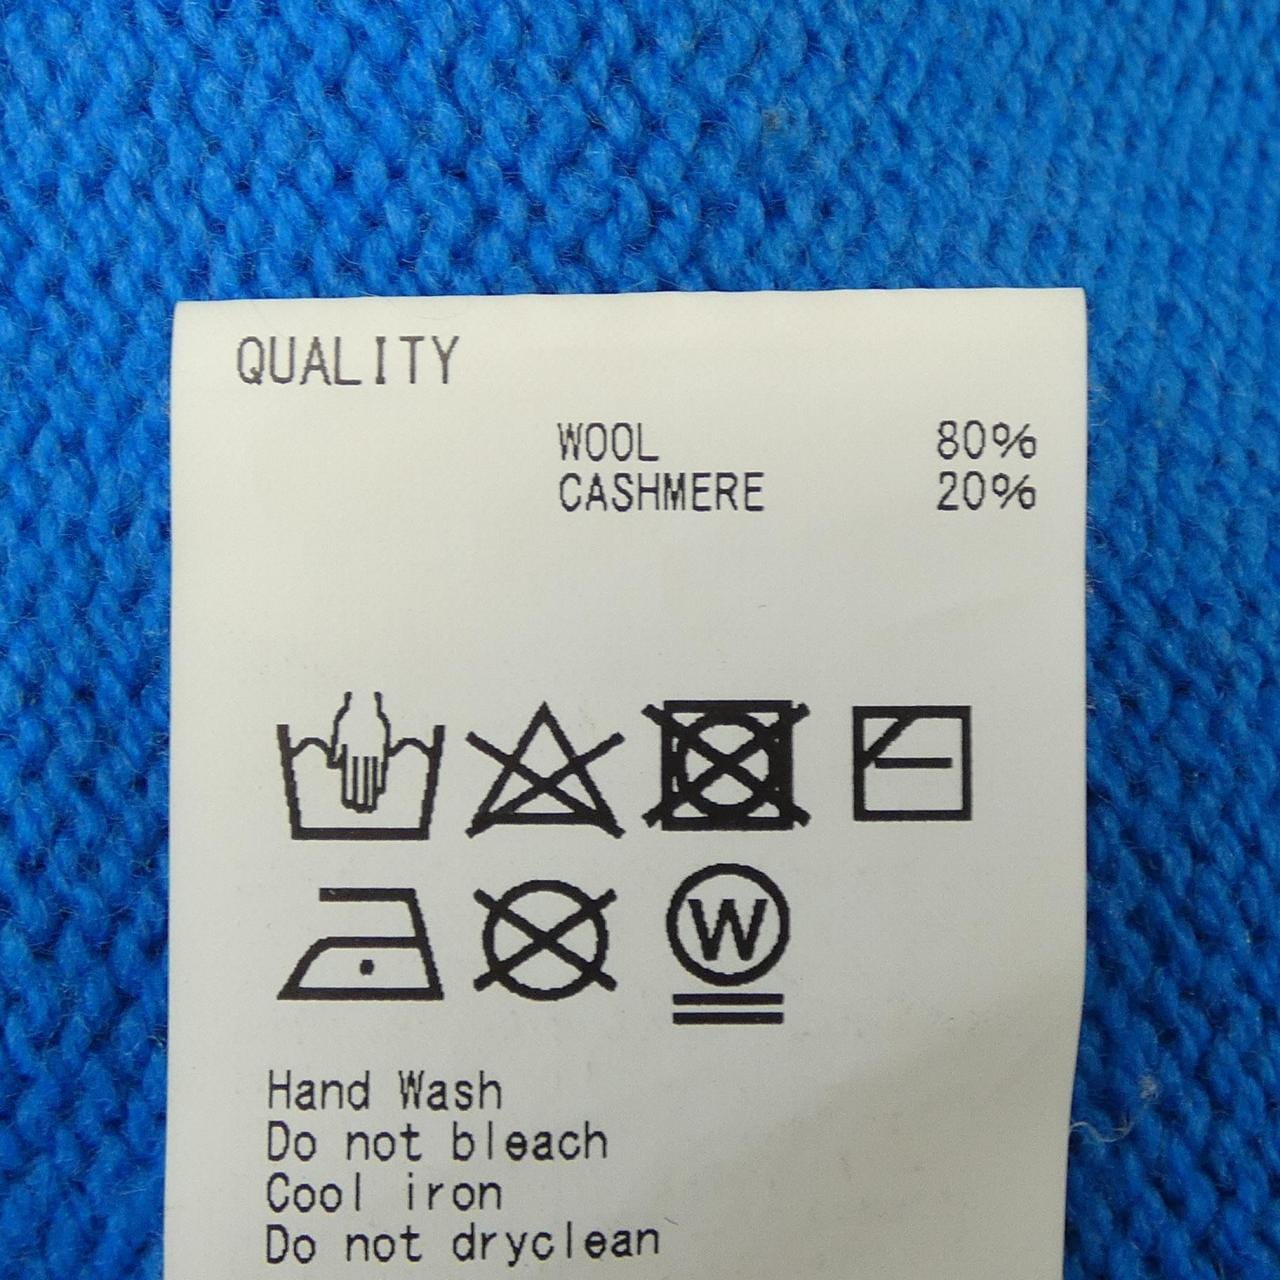 QUALITY
WOOL 80%
CASHMERE 20%
W
Hand Wash
Do not bleach
Cool iron
Do not dryclean